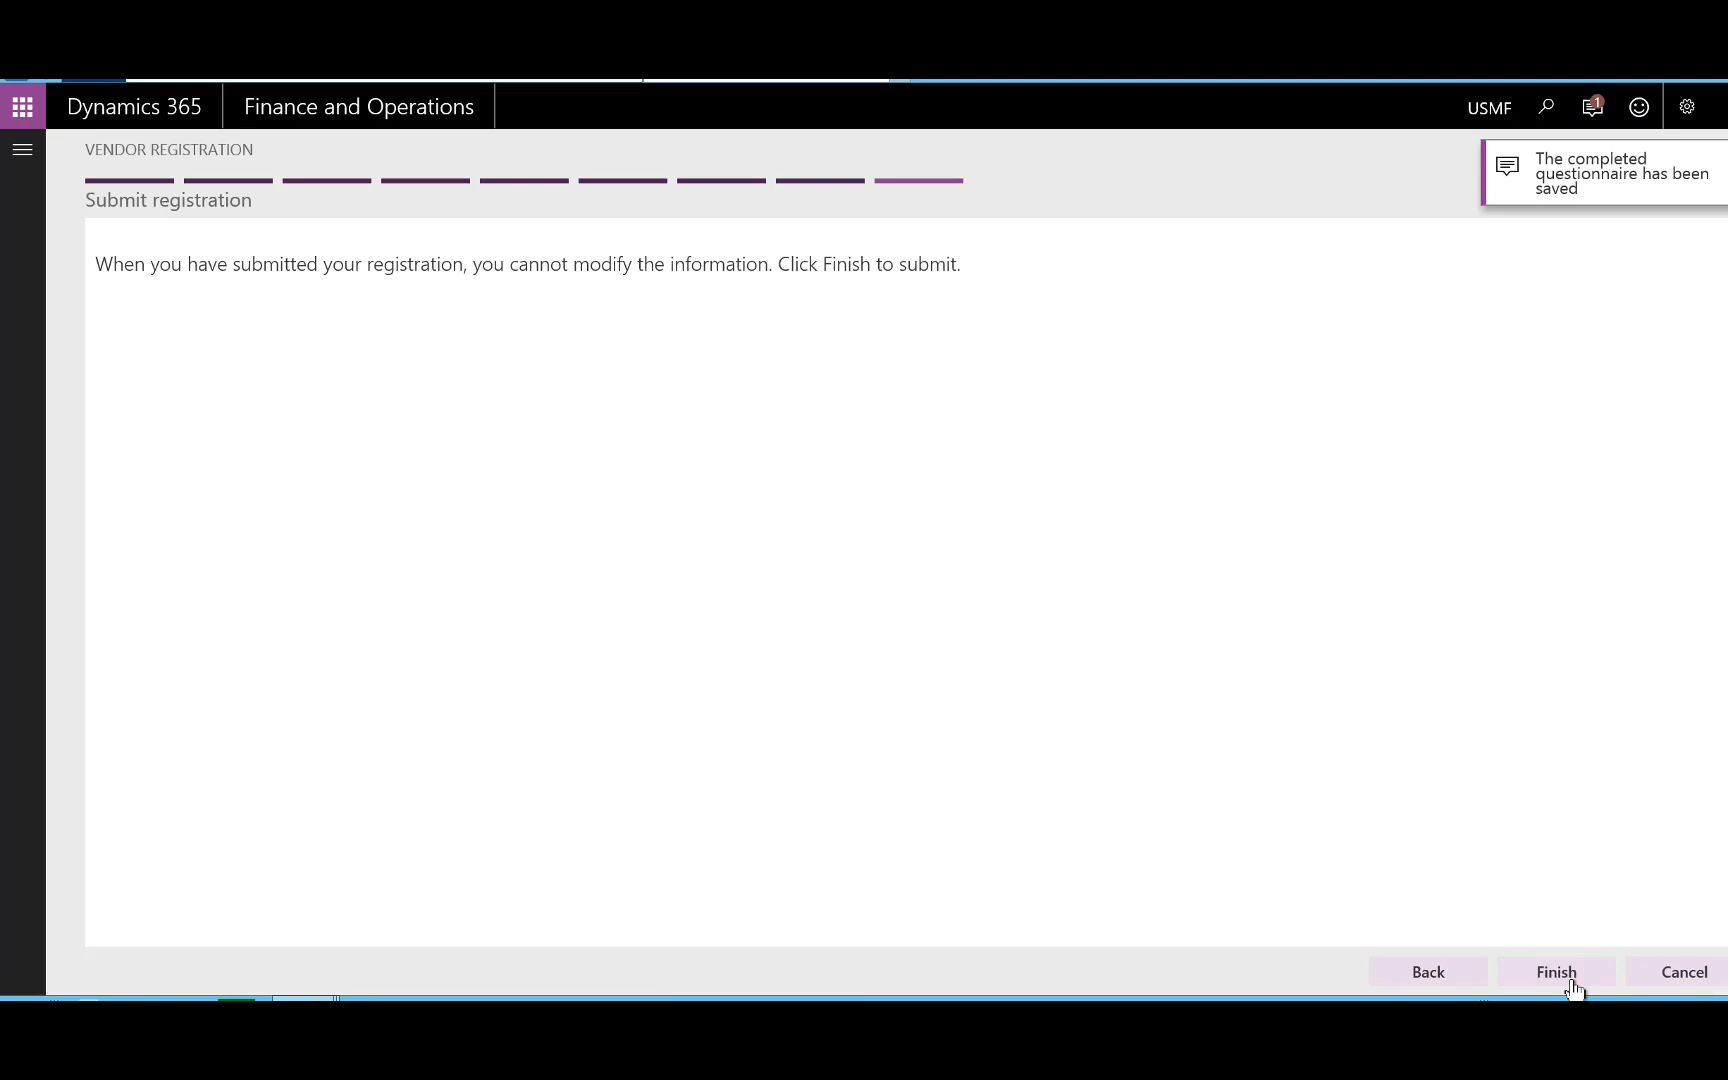 Dynamics 365
Finance and Operations
USMF
1
VENDOR REGISTRATION
The completed
questionnaire has been
saved
Submit registration
When you have submitted your registration, you cannot modify the information. Click Finish to submit.
Back
Finish
Cancel